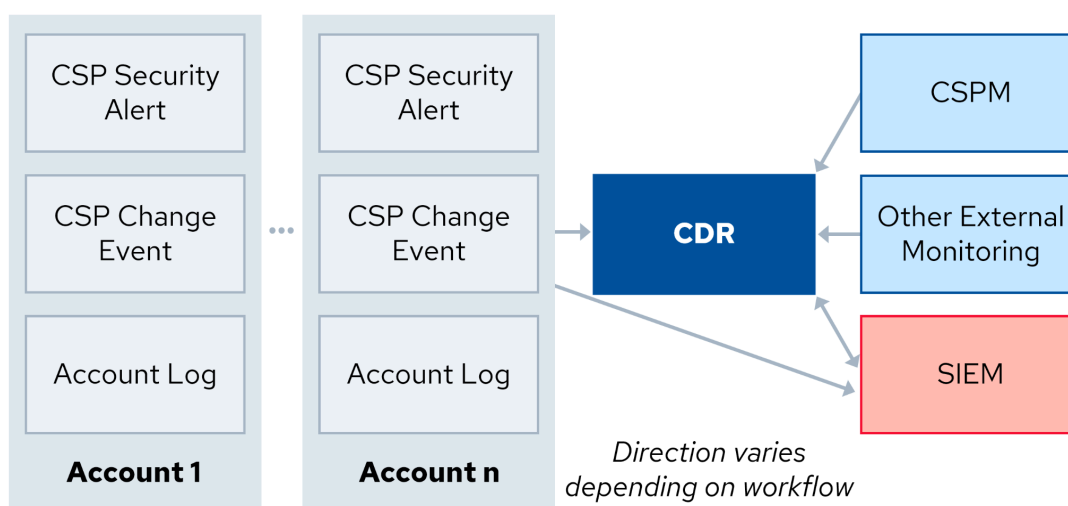 CSP Security
Alert
CSP Change
Event
Account Log
Account 1
CSP Security
Alert
CSP Change
Event
Account Log
Account n
CDR
CSPM
Other External
Monitoring
SIEM
Direction varies
depending on workflow